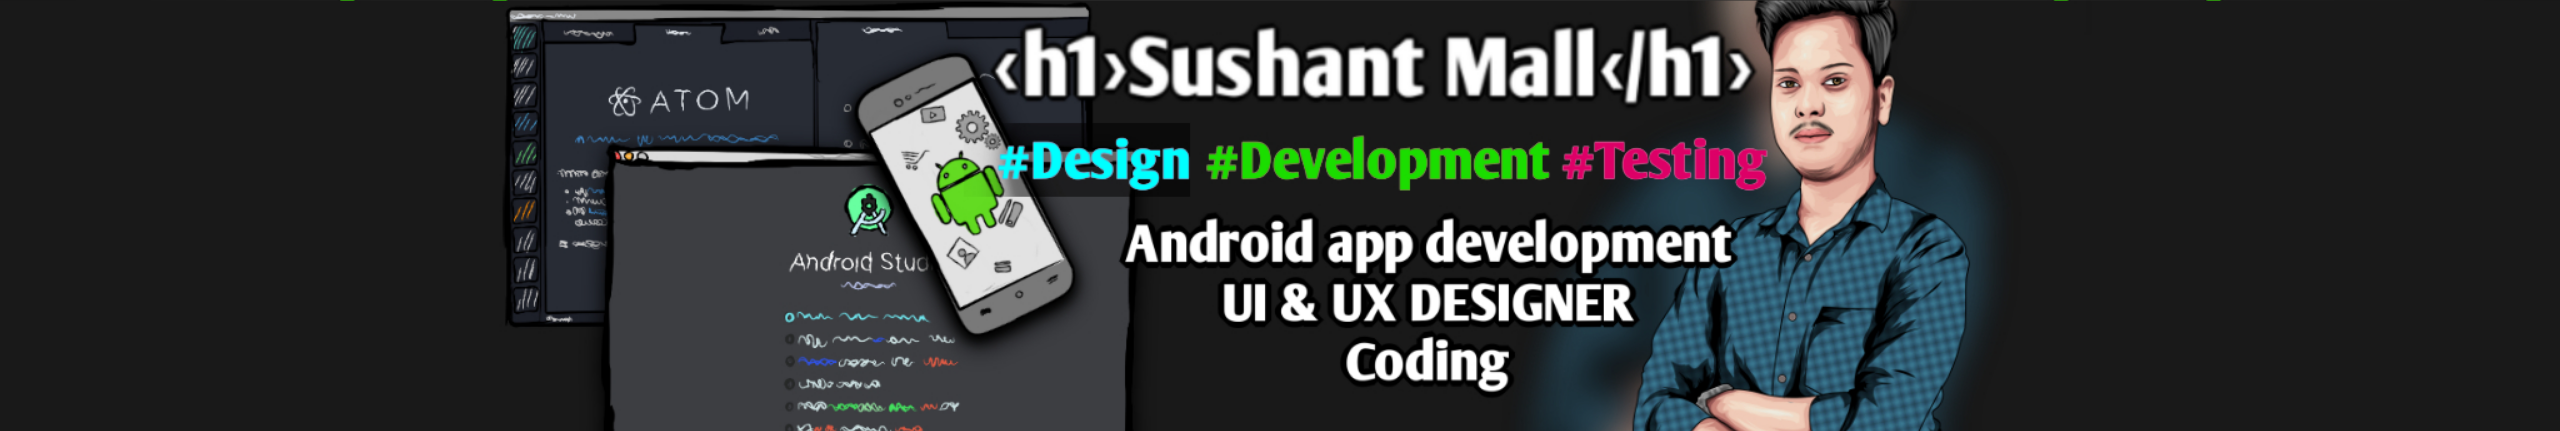 ATOM
Android Stud
<h1>Sushant Mall</h1>
#Design #Development #Testing
Android app development
UI & UX DESIGNER
Coding